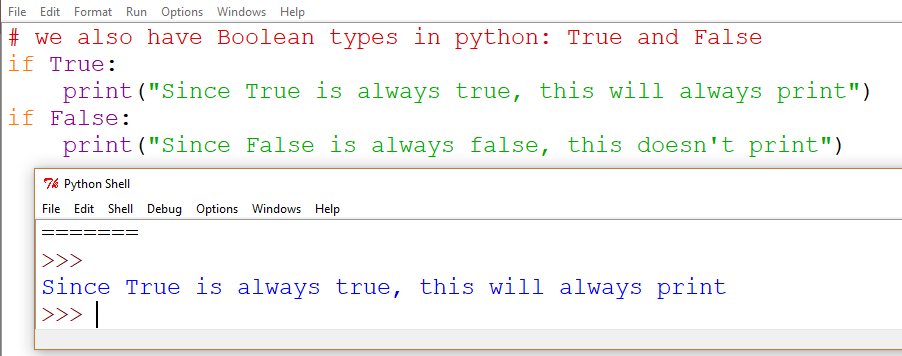 File Edit Format Run Options Windows Help
# we also have Boolean types in python: True and False
if True:
    print("Since True is always true, this will always print")
if False:
    print("Since False is always false, this doesn't print")
Python Shell
File Edit Shell Debug Options Windows Help
=======
>>>
Since True is always true, this will always print
>>>